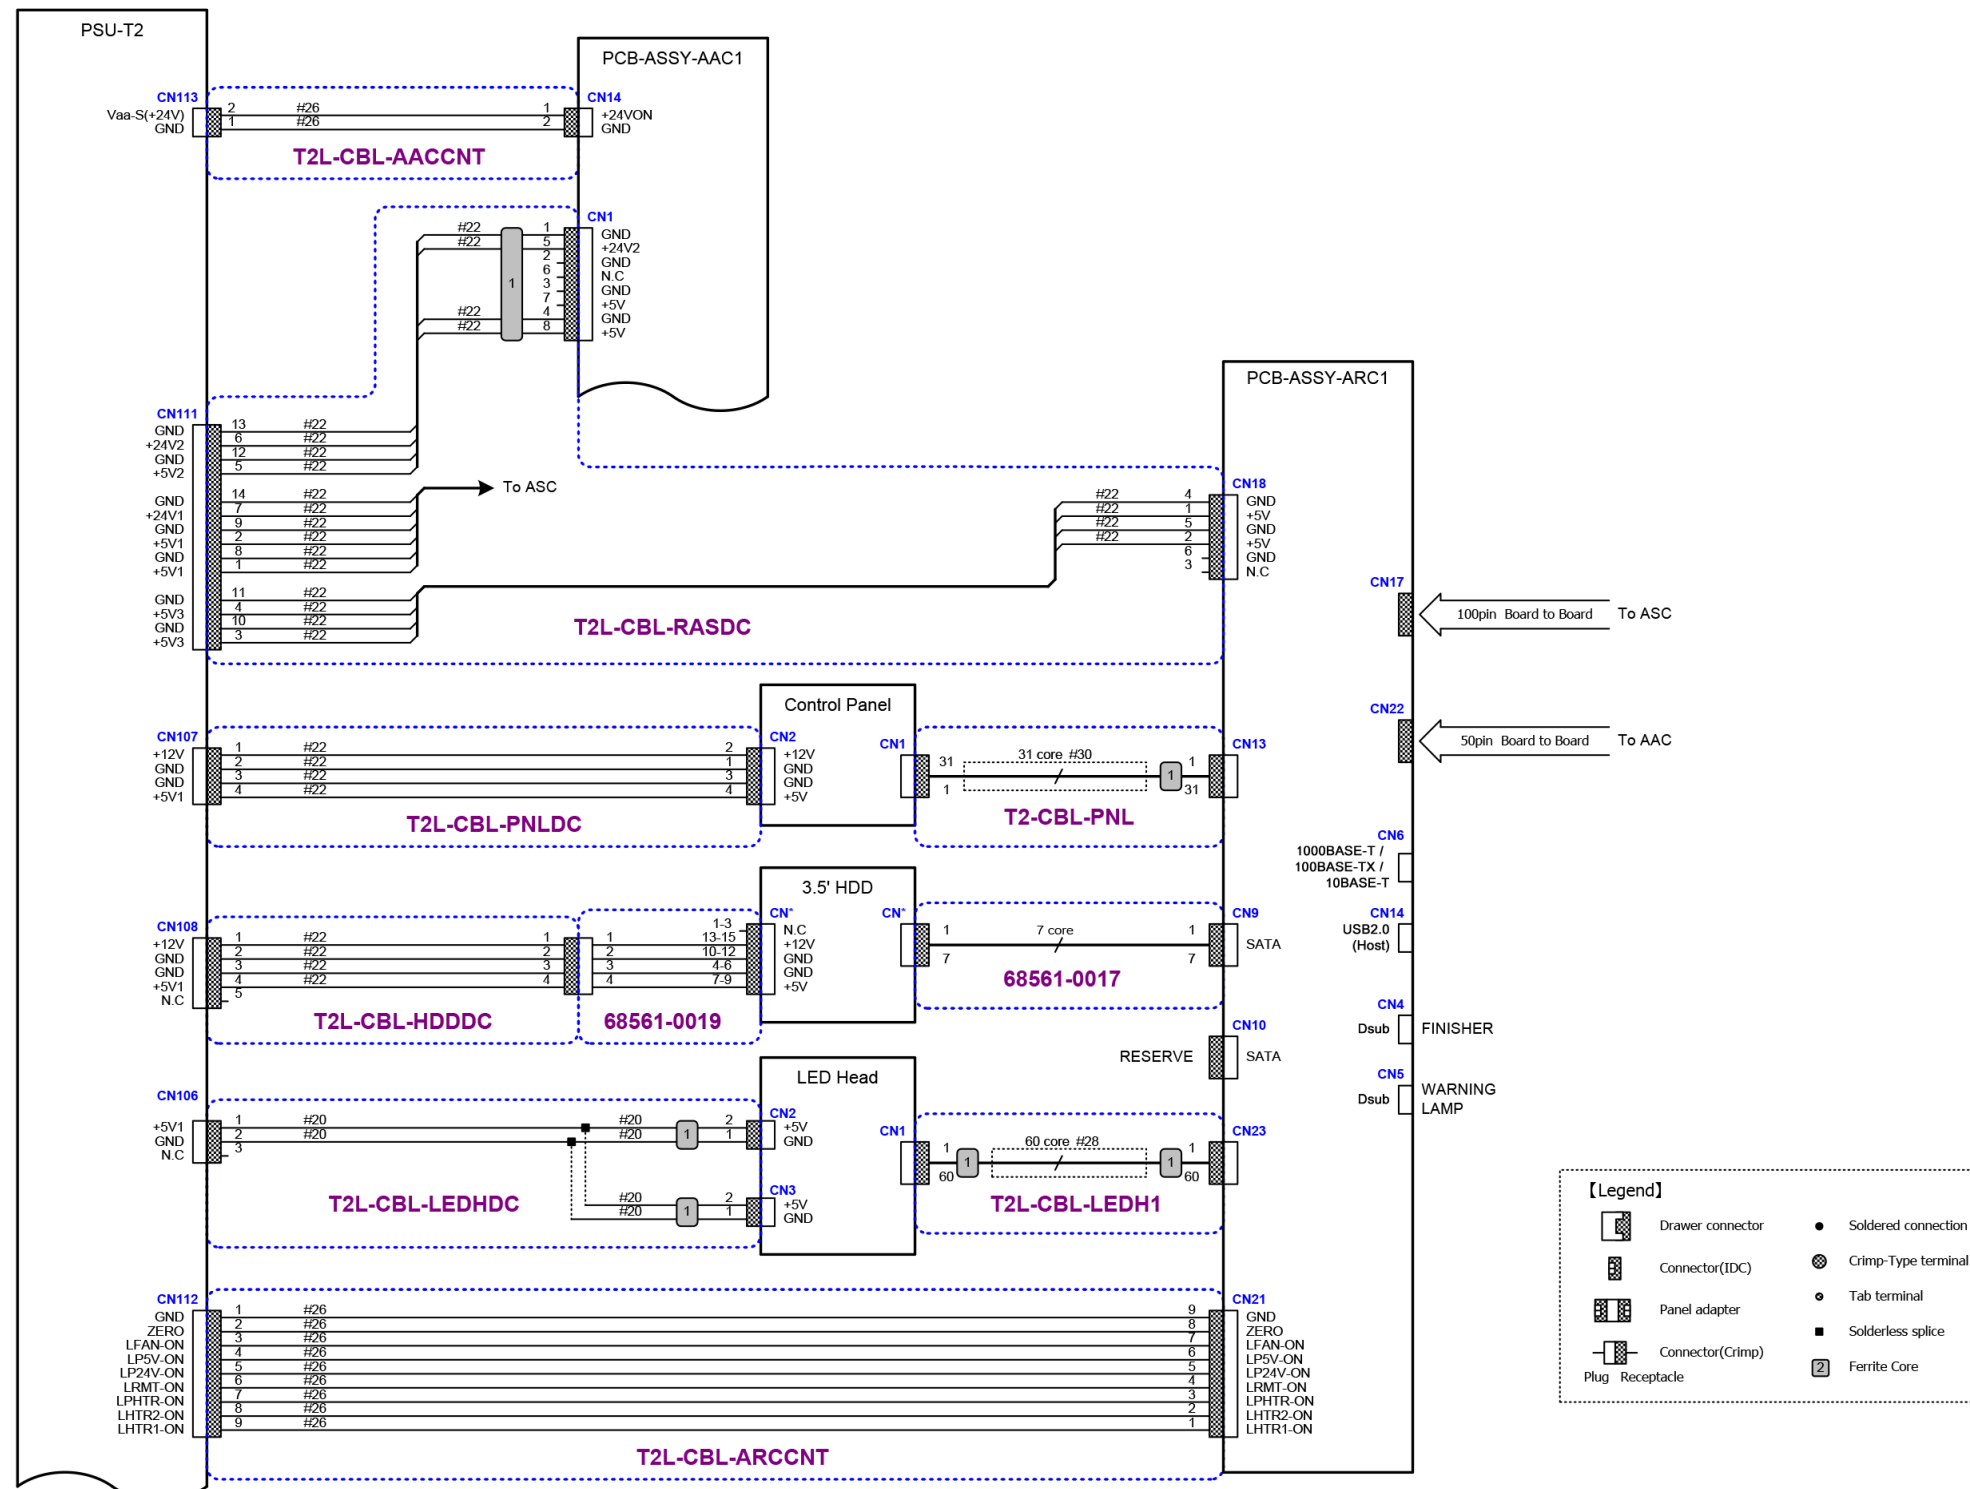 PSU-T2
PCB-ASSY-AAC1
CN113
Vaa-S(+24V)
GND
2 #26 1
1 #26 2
CN14
+24VON
GND
T2L-CBL-AACCNT
CN1
#22 1 GND
#22 5 +24V2
2 GND
6 N.C
3 GND
7 +5V
#22 4 GND
#22 8 +5V
1
PCB-ASSY-ARC1
CN111
GND 13 #22
+24V2 6 #22
GND 12 #22
+5V2 5 #22
GND 14 #22
+24V1 7 #22
GND 9 #22
+5V1 2 #22
GND 8 #22
+5V1 1 #22
GND 11 #22
+5V3 4 #22
GND 10 #22
+5V3 3 #22
To ASC
CN18
#22 4 GND
#22 1 +5V
#22 5 GND
#22 2 +5V
6 GND
3 N.C
T2L-CBL-RASDC
CN17
100pin Board to Board To ASC
CN22
50pin Board to Board To AAC
Control Panel
CN107
+12V 1 #22 2 +12V
GND 2 #22 1 GND
GND 3 #22 3 GND
+5V1 4 #22 4 +5V
CN2
T2L-CBL-PNLDC
CN1
31 31 core #30 1
1 1 31
CN13
T2-CBL-PNL
CN6
1000BASE-T /
100BASE-TX /
10BASE-T
3.5' HDD
CN108
+12V 1 #22 1
GND 2 #22 2
GND 3 #22 3
+5V1 4 #22 4
N.C 5
T2L-CBL-HDDDC
CN*
1-3 N.C
1 13-15 +12V
2 10-12 GND
3 4-6 GND
4 7-9 +5V
68561-0019
CN*
1 7 core 1
7 7
CN9
SATA
68561-0017
CN14
USB2.0
(Host)
CN10
RESERVE SATA
CN4
Dsub FINISHER
CN5
Dsub WARNING
LAMP
LED Head
CN106
+5V1 1 #20 #20 2 +5V
GND 2 #20 #20 1 1 GND
N.C 3
CN2
CN3
#20 2 +5V
#20 1 1 GND
T2L-CBL-LEDHDC
CN1
1 60 core #28 1
60 1 1 60
CN23
T2L-CBL-LEDH1
CN112
CN21
GND 1 #26 9 GND
ZERO 2 #26 8 ZERO
LFAN-ON 3 #26 7 LFAN-ON
LP5V-ON 4 #26 6 LP5V-ON
LP24V-ON 5 #26 5 LP24V-ON
LRMT-ON 6 #26 4 LRMT-ON
LPHTR-ON 7 #26 3 LPHTR-ON
LHTR2-ON 8 #26 2 LHTR2-ON
LHTR1-ON 9 #26 1 LHTR1-ON
T2L-CBL-ARCCNT
【Legend】
Drawer connector
Connector(IDC)
Panel adapter
Connector(Crimp)
Plug Receptacle
Soldered connection
Crimp-Type terminal
Tab terminal
Solderless splice
2 Ferrite Core